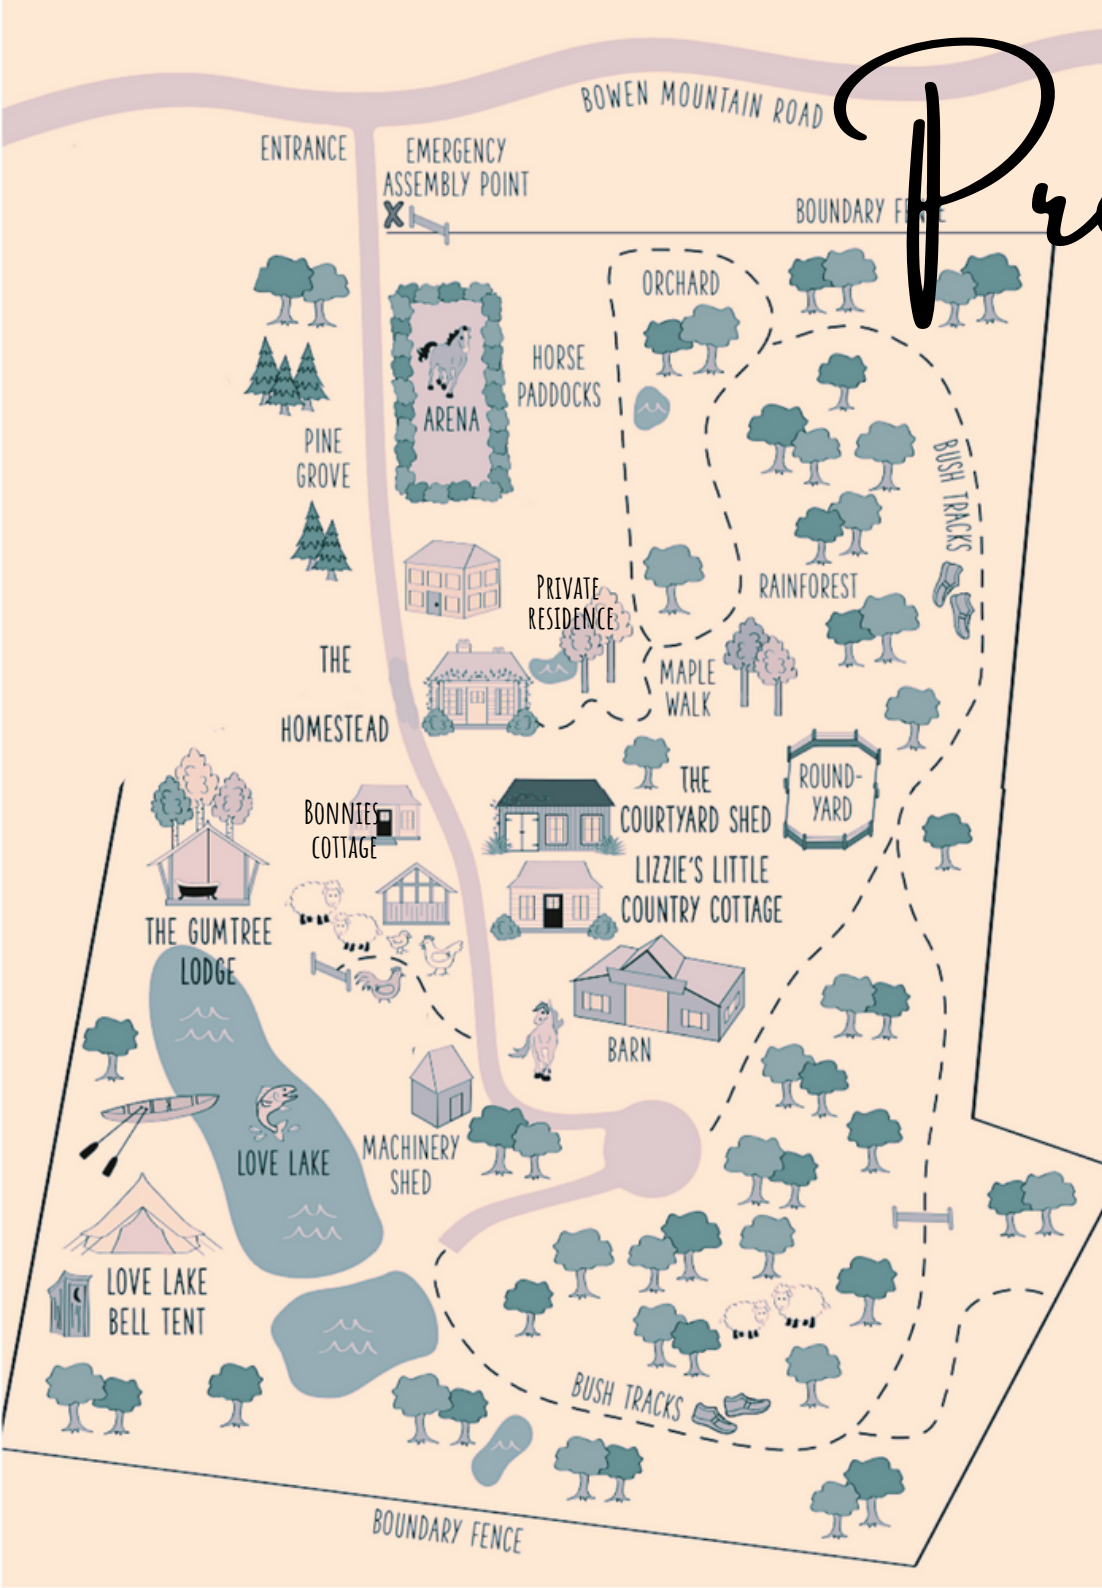 BOWEN MOUNTAIN ROAD
ENTRANCE
EMERGENCY
ASSEMBLY POINT
X
BOUNDARY FENCE
ORCHARD
HORSE
PADDOCKS
ARENA
PINE
GROVE
BUSH TRACKS
RAINFOREST
PRIVATE
RESIDENCE
THE
HOMESTEAD
MAPLE
WALK
ROUND-
YARD
THE
COURTYARD SHED
BONNIES
COTTAGE
LIZZIE'S LITTLE
COUNTRY COTTAGE
THE GUMTREE
LODGE
BARN
MACHINERY
SHED
LOVE LAKE
LOVE LAKE
BELL TENT
BUSH TRACKS
BOUNDARY FENCE